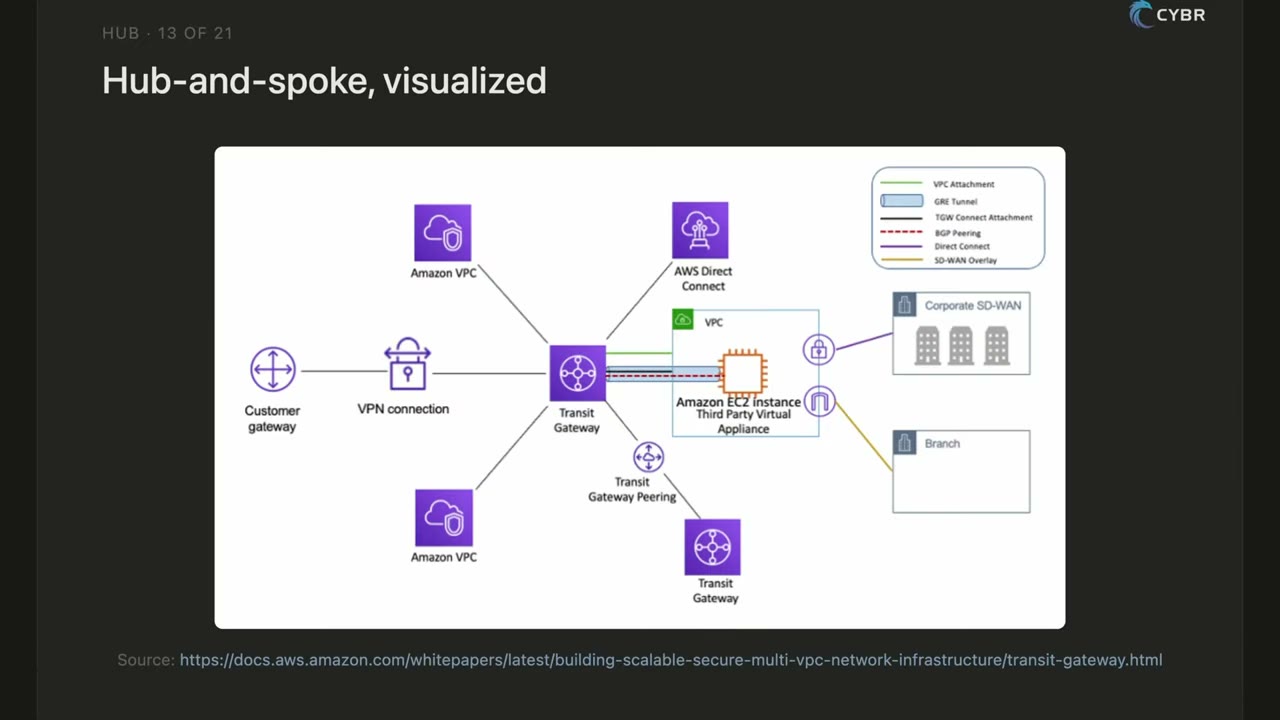 CYBR
HUB · 13 OF 21
Hub-and-spoke, visualized
VPC Attachment
GRE Tunnel
TGW Connect Attachment
BGP Peering
Direct Connect
SD-WAN Overlay
Amazon VPC
AWS Direct
Connect
VPC
Corporate SD-WAN
Customer
gateway
VPN connection
Transit
Gateway
Amazon EC2 instance
Third Party Virtual
Appliance
Branch
Transit
Gateway Peering
Amazon VPC
Transit
Gateway
Source: https://docs.aws.amazon.com/whitepapers/latest/building-scalable-secure-multi-vpc-network-infrastructure/transit-gateway.html